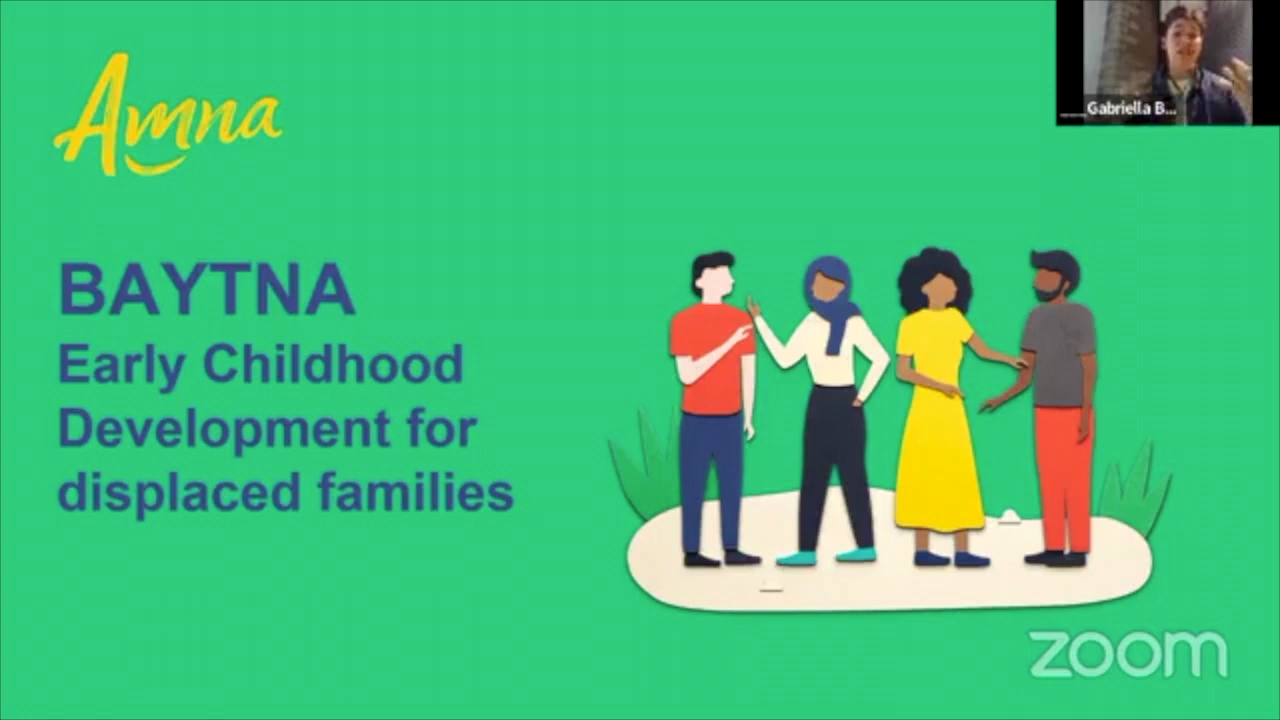 Amna
Gabriella B...
BAYTNA
Early Childhood
Development for
displaced families
zoom